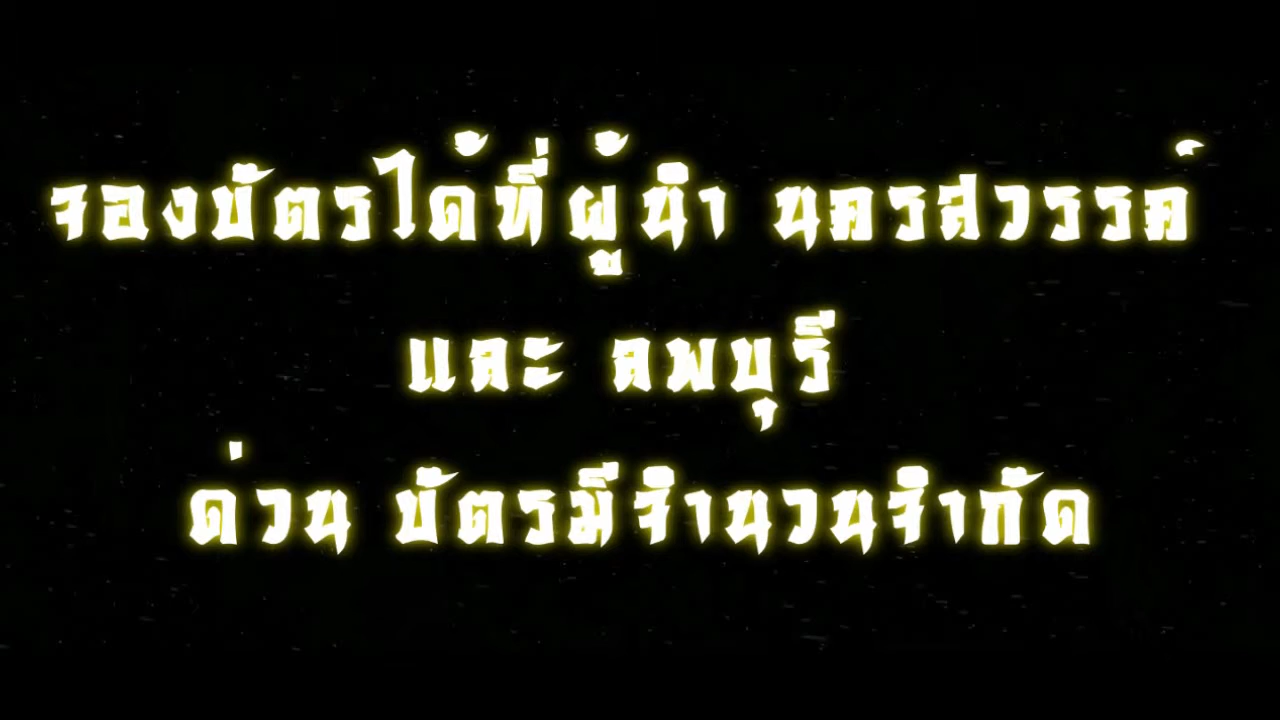 จองบัตรได้ที่ผู้นำ นครสวรรค์
และ ลพบุรี
ด่วน บัตรมีจำนวนจำกัด